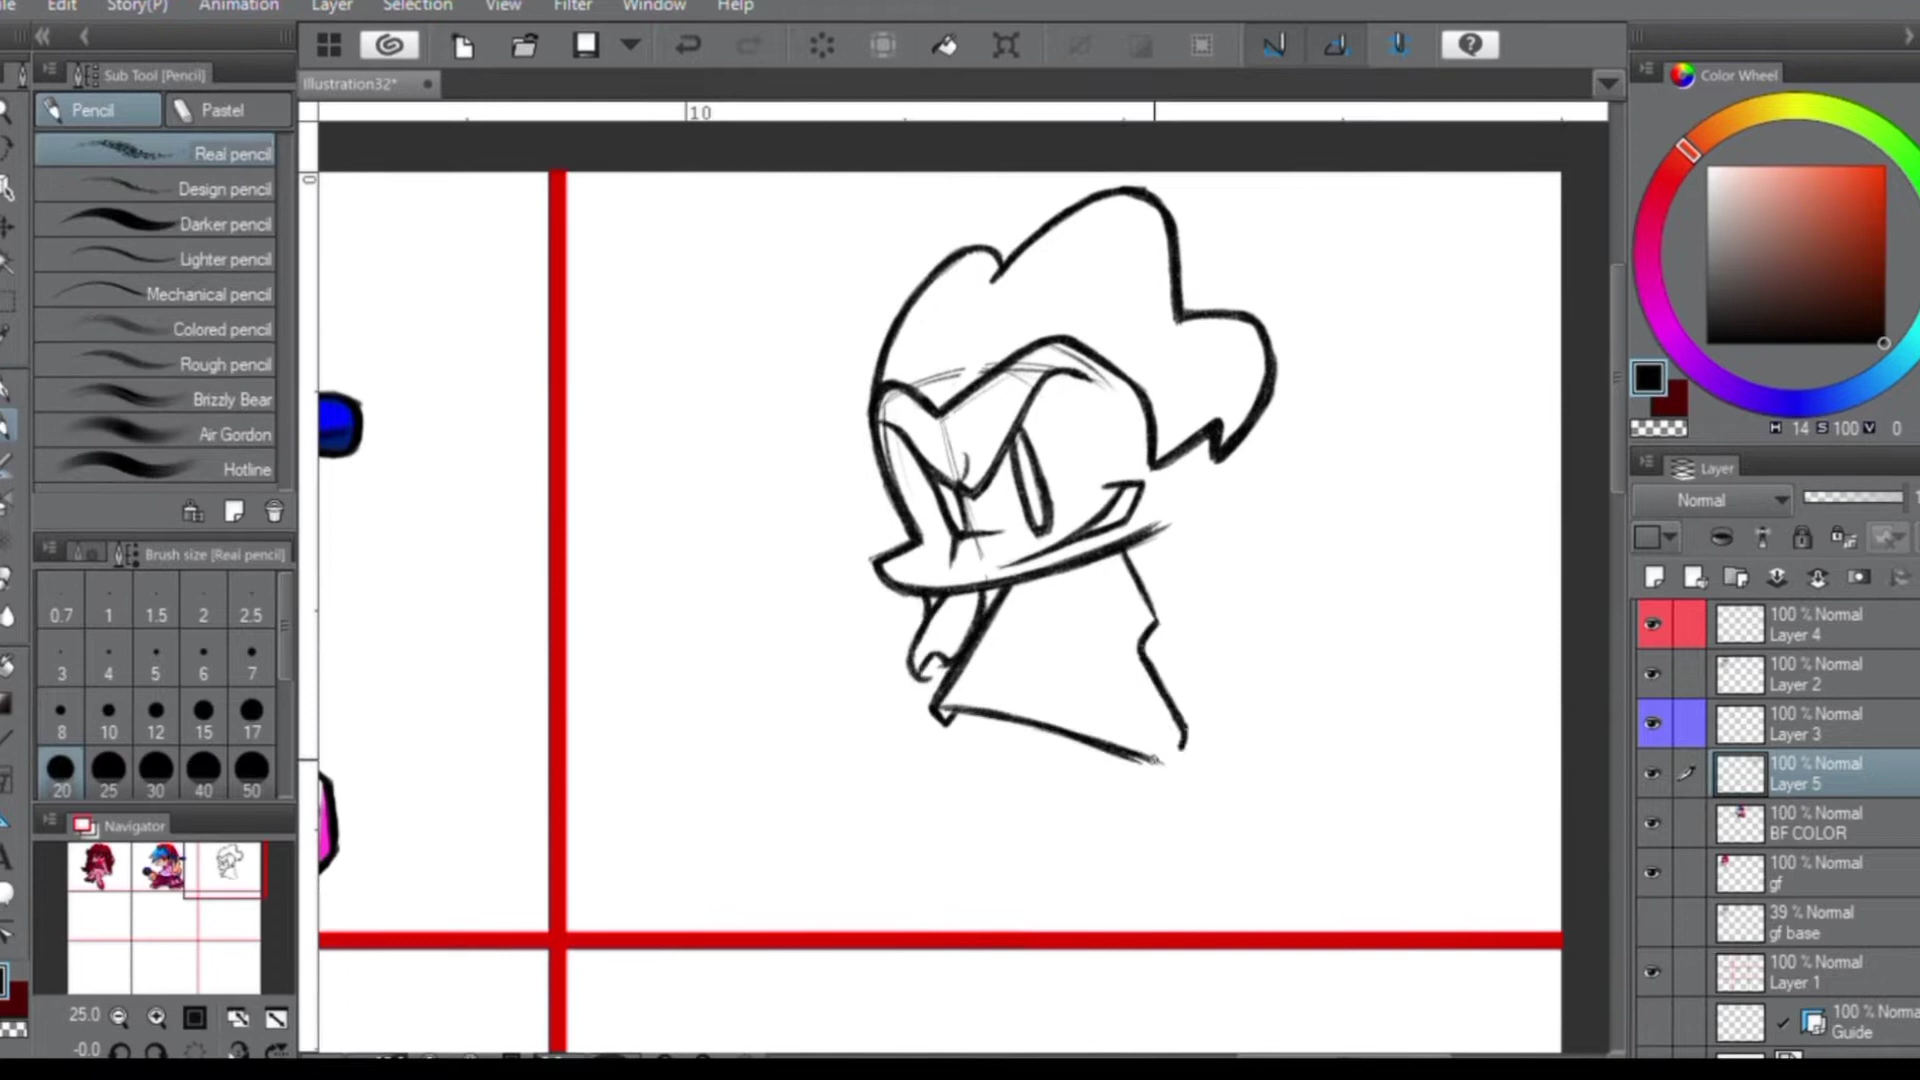 Edit Story(P) Animation Layer Selection View Filter Window Help
Sub Tool [Pencil]
Pencil Pastel
Real pencil
Design pencil
Darker pencil
Lighter pencil
Mechanical pencil
Colored pencil
Rough pencil
Brizzly Bear
Air Gordon
Hotline
Brush size [Real pencil]
0.7 1 1.5 2 2.5
3 4 5 6 7
8 10 12 15 17
20 25 30 40 50
Navigator
25.0
-0.0
Illustration32*
10
0
Color Wheel
H 14 S 100 V 0
Layer
Normal
100 % Normal
Layer 4
100 % Normal
Layer 2
100 % Normal
Layer 3
100 % Normal
Layer 5
100 % Normal
BF COLOR
100 % Normal
gf
39 % Normal
gf base
100 % Normal
Layer 1
100 % Norma
Guide